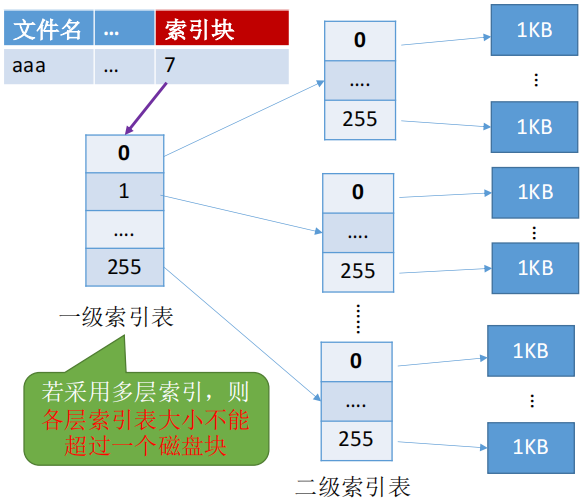 文件名 … 索引块
aaa … 7
0
1
….
255
一级索引表
若采用多层索引，则
各层索引表大小不能
超过一个磁盘块
0
….
255
0
….
255
……
0
….
255
二级索引表
1KB
…
1KB
1KB
…
1KB
1KB
…
1KB